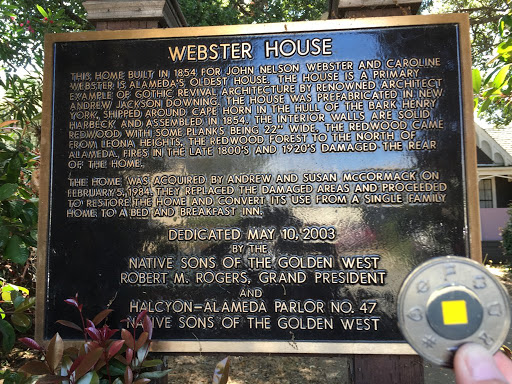 WEBSTER HOUSE
THIS HOME BUILT IN 1854 FOR JOHN NELSON WEBSTER AND CAROLINE
WEBSTER IS ALAMEDA'S OLDEST HOUSE. THE HOUSE IS A PRIMARY
EXAMPLE OF GOTHIC REVIVAL ARCHITECTURE BY RENOWNED ARCHITECT
ANDREW JACKSON DOWNING. THE HOUSE WAS PREFABRICATED IN NEW
YORK, SHIPPED AROUND CAPE HORN IN THE HULL OF THE BARK HENRY
HARBECK AND ASSEMBLED IN 1854. THE INTERIOR WALLS ARE SOLID
REDWOOD WITH SOME PLANKS BEING 22" WIDE. THE REDWOOD CAME
FROM LEONA HEIGHTS, THE REDWOOD FOREST TO THE NORTH OF
ALAMEDA. FIRES IN THE LATE 1800'S AND 1920'S DAMAGED THE REAR
OF THE HOME.
THE HOME WAS ACQUIRED BY ANDREW AND SUSAN McCORMACK ON
FEBRUARY 5, 1984. THEY REPLACED THE DAMAGED AREAS AND PROCEEDED
TO RESTORE THE HOME AND CONVERT ITS USE FROM A SINGLE FAMILY
HOME TO A BED AND BREAKFAST INN.
DEDICATED MAY 10, 2003
BY THE
NATIVE SONS OF THE GOLDEN WEST
ROBERT M. ROGERS, GRAND PRESIDENT
AND
HALCYON=ALAMEDA PARLOR NO. 47
NATIVE SONS OF THE GOLDEN WEST